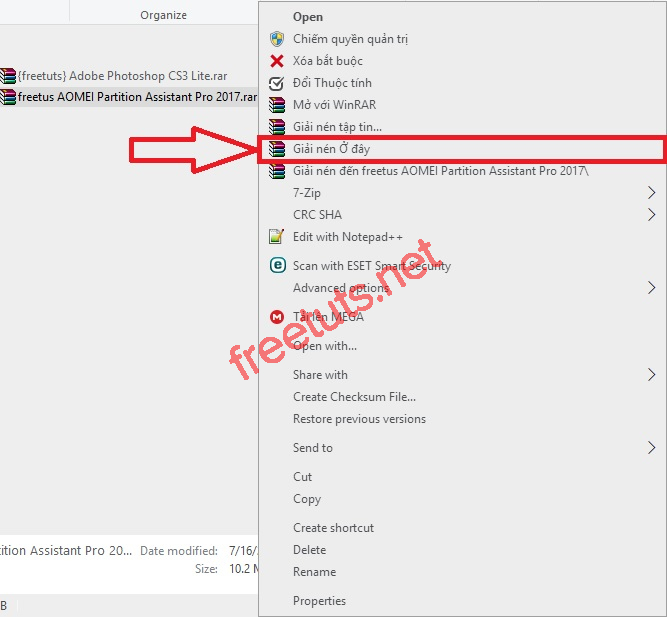 Organize
{freetuts} Adobe Photoshop CS3 Lite.rar
freetus AOMEI Partition Assistant Pro 2017.rar
Open
Chiếm quyền quản trị
Xóa bắt buộc
Đổi Thuộc tính
Mở với WinRAR
Giải nén tập tin...
Giải nén Ở đây
Giải nén đến freetus AOMEI Partition Assistant Pro 2017\
7-Zip
CRC SHA
Edit with Notepad++
Scan with ESET Smart Security
Advanced options
Tải lên MEGA
Open with...
Share with
Create Checksum File...
Restore previous versions
Send to
Cut
Copy
Create shortcut
Delete
Rename
Properties
freetuts.net
tition Assistant Pro 20... Date modified: 7/16/
Size: 10.2 M
B